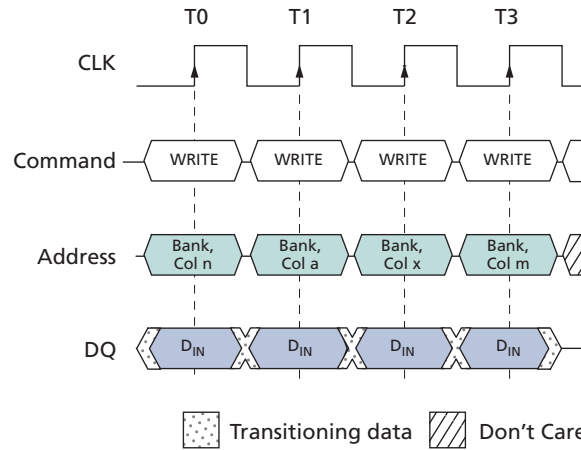 T0 T1 T2 T3
CLK
Command WRITE WRITE WRITE WRITE
Address Bank, Col n Bank, Col a Bank, Col x Bank, Col m
DQ DIN DIN DIN DIN
Transitioning data Don't Care